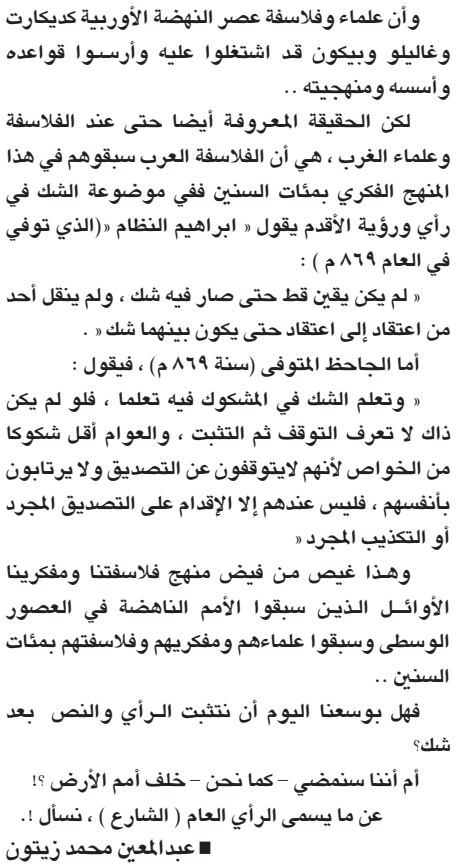 وأن علماء وفلاسفة عصر النهضة الأوربية كديكارت
وغاليلو وبيكون قد اشتغلوا عليه وأرسوا قواعده
وأسسه ومنهجيته ..
لكن الحقيقة المعروفة أيضا حتى عند الفلاسفة
وعلماء الغرب ، هي أن الفلاسفة العرب سبقوهم في هذا
المنهج الفكري بمئات السنين ففي موضوعة الشك في
رأي ورؤية الأقدم يقول « ابراهيم النظام «(الذي توفي
في العام ٨٦٩ م ) :
« لم يكن يقين قط حتى صار فيه شك ، ولم ينقل أحد
من اعتقاد إلى اعتقاد حتى يكون بينهما شك« .
أما الجاحظ المتوفى (سنة ٨٦٩ م) ، فيقول :
« وتعلم الشك في المشكوك فيه تعلما ، فلو لم يكن
ذاك لا تعرف التوقف ثم التثبت ، والعوام أقل شكوكا
من الخواص لأنهم لايتوقفون عن التصديق ولا يرتابون
بأنفسهم ، فليس عندهم إلا الإقدام على التصديق المجرد
أو التكذيب المجرد «
وهذا غيص من فيض منهج فلاسفتنا ومفكرينا
الأوائل الذين سبقوا الأمم الناهضة في العصور
الوسطى وسبقوا علماءهم ومفكريهم وفلاسفتهم بمئات
السنين ..
فهل بوسعنا اليوم أن نتثبت الرأي والنص بعد
شك؟
أم أننا سنمضي – كما نحن – خلف أمم الأرض ؟!
عن ما يسمى الرأي العام ( الشارع ) ، نسأل !.
■ عبدالمعين محمد زيتون